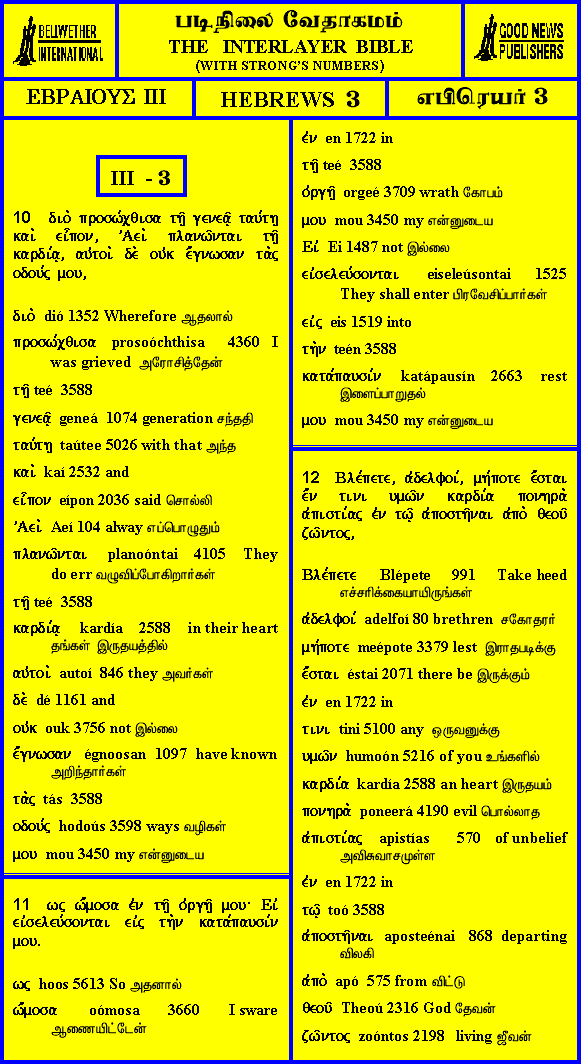 BELLWETHER
INTERNATIONAL
படிநிலை வேதாகமம்
THE INTERLAYER BIBLE
(WITH STRONG'S NUMBERS)
GOOD NEWS
PUBLISHERS
ΕΒΡΑΙΟΥΣ ΙΙΙ
HEBREWS 3
எபிரெயர் 3
III - 3
10 διὸ προσώχθισα τῇ γενεᾷ ταύτῃ
καὶ εἶπον, Ἀεὶ πλανῶνται τῇ
καρδίᾳ, αὐτοὶ δὲ οὐκ ἔγνωσαν τὰς
οδούς μου,
διὸ dió 1352 Wherefore ஆதலால்
προσώχθισα prosoóchthisa 4360 I
was grieved அரோசித்தேன்
τῇ teé 3588
γενεᾷ geneá 1074 generation சந்ததி
ταύτῃ taútee 5026 with that அந்த
καὶ kaí 2532 and
εἶπον eípon 2036 said சொல்லி
Ἀεὶ Aeí 104 alway எப்பொழுதும்
πλανῶνται planoóntai 4105 They
do err வழுவிப்போகிறார்கள்
τῇ teé 3588
καρδίᾳ kardía 2588 in their heart
தங்கள் இருதயத்தில்
αὐτοὶ autoí 846 they அவர்கள்
δὲ dé 1161 and
οὐκ ouk 3756 not இல்லை
ἔγνωσαν égnoosan 1097 have known
அறிந்தார்கள்
τὰς tás 3588
οδούς hodoús 3598 ways வழிகள்
μου mou 3450 my என்னுடைய
11 ως ὤμοσα ἐν τῇ ὀργῇ μου· Εἰ
εἰσελεύσονται εἰς τὴν κατάπαυσίν
μου.
ως hoos 5613 So அதனால்
ὤμοσα oómosa 3660 I sware
ஆணையிட்டேன்
ἐν en 1722 in
τῇ teé 3588
ὀργῇ orgeé 3709 wrath கோபம்
μου mou 3450 my என்னுடைய
Εἰ Ei 1487 not இல்லை
εἰσελεύσονται eiseleúsontai 1525
They shall enter பிரவேசிப்பார்கள்
εἰς eis 1519 into
τὴν teén 3588
κατάπαυσίν katápausín 2663 rest
இளைப்பாறுதல்
μου mou 3450 my என்னுடைய
12 Βλέπετε, ἀδελφοί, μήποτε ἔσται
ἔν τινι υμῶν καρδία πονηρὰ
ἀπιστίας ἐν τῷ ἀποστῆναι ἀπὸ θεοῦ
ζῶντος,
Βλέπετε Blépete 991 Take heed
எச்சரிக்கையாயிருங்கள்
ἀδελφοί adelfoí 80 brethren சகோதரர்
μήποτε meépote 3379 lest இராதபடிக்கு
ἔσται éstai 2071 there be இருக்கும்
ἐν en 1722 in
τινι tini 5100 any ஒருவனுக்கு
υμῶν humoón 5216 of you உங்களில்
καρδία kardía 2588 an heart இருதயம்
πονηρὰ poneerá 4190 evil பொல்லாத
ἀπιστίας apistías 570 of unbelief
அவிசுவாசமுள்ள
ἐν en 1722 in
τῷ toó 3588
ἀποστῆναι aposteénai 868 departing
விலகி
ἀπὸ apó 575 from விட்டு
θεοῦ Theoú 2316 God தேவன்
ζῶντος zoóntos 2198 living ஜீவன்